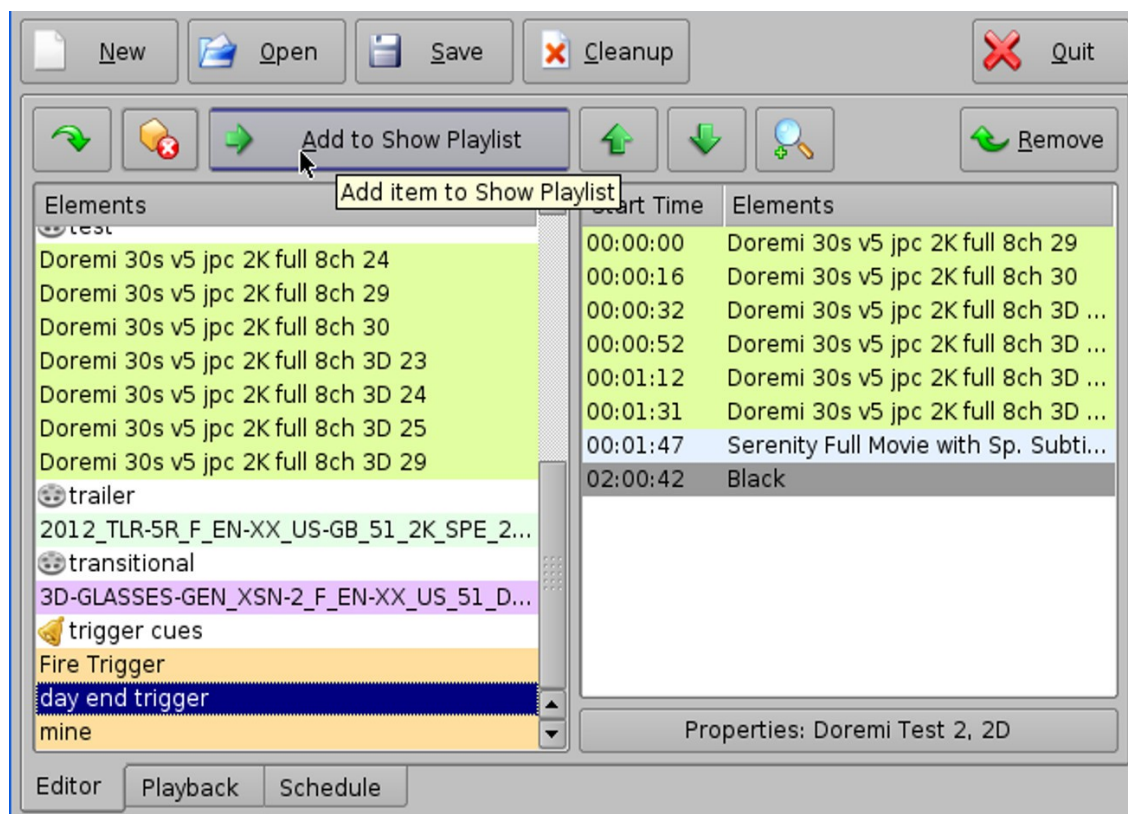 New
Open
Save
Cleanup
Quit
Add to Show Playlist
Remove
Add item to Show Playlist
Elements
test
Doremi 30s v5 jpc 2K full 8ch 24
Doremi 30s v5 jpc 2K full 8ch 29
Doremi 30s v5 jpc 2K full 8ch 30
Doremi 30s v5 jpc 2K full 8ch 3D 23
Doremi 30s v5 jpc 2K full 8ch 3D 24
Doremi 30s v5 jpc 2K full 8ch 3D 25
Doremi 30s v5 jpc 2K full 8ch 3D 29
trailer
2012_TLR-5R_F_EN-XX_US-GB_51_2K_SPE_2...
transitional
3D-GLASSES-GEN_XSN-2_F_EN-XX_US_51_D...
trigger cues
Fire Trigger
day end trigger
mine
Start Time Elements
00:00:00 Doremi 30s v5 jpc 2K full 8ch 29
00:00:16 Doremi 30s v5 jpc 2K full 8ch 30
00:00:32 Doremi 30s v5 jpc 2K full 8ch 3D ...
00:00:52 Doremi 30s v5 jpc 2K full 8ch 3D ...
00:01:12 Doremi 30s v5 jpc 2K full 8ch 3D ...
00:01:31 Doremi 30s v5 jpc 2K full 8ch 3D ...
00:01:47 Serenity Full Movie with Sp. Subti...
02:00:42 Black
Properties: Doremi Test 2, 2D
Editor
Playback
Schedule